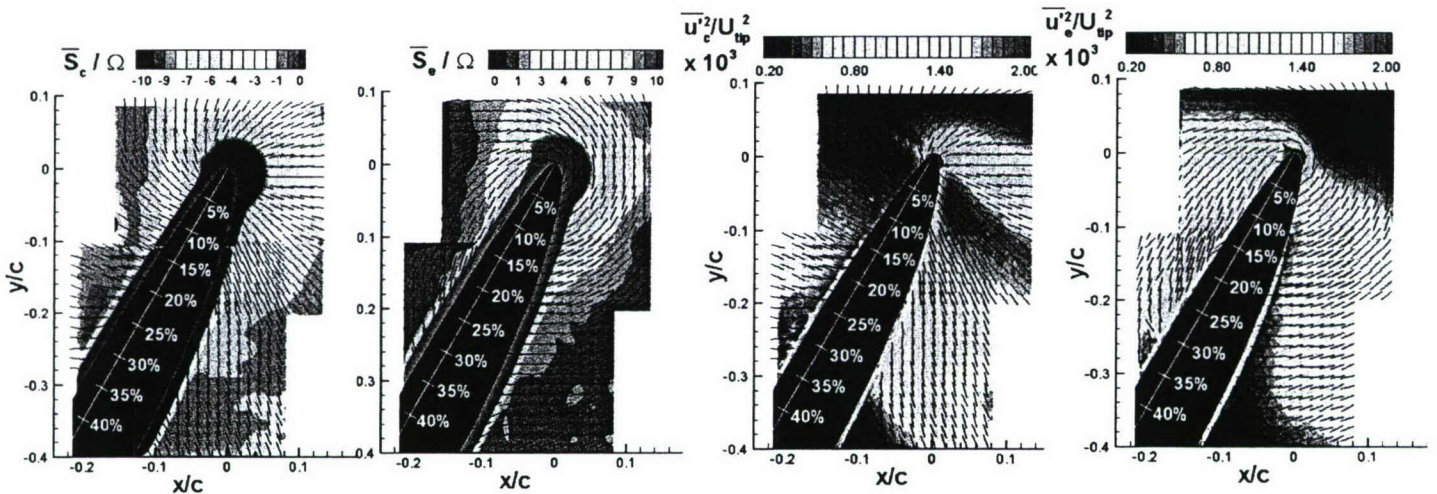 S̅c / Ω
-10 -9 -7 -6 -4 -3 -1 0
0.1
0
-0.1
-0.2
-0.3
-0.4
y/c
5%
10%
15%
20%
25%
30%
35%
40%
-0.2 -0.1 0 0.1
x/c
S̅e / Ω
0 1 3 4 6 7 9 10
0.1
0
0.1
0.2
0.3
0.4
5%
10%
15%
20%
25%
30%
35%
40%
-0.2 -0.1 0 0.1
x/c
u'c²/Utip²
x 10³
0.20 0.80 1.40 2.00
0.1
0
-0.1
-0.2
-0.3
-0.4
y/c
5%
10%
15%
20%
25%
30%
35%
40%
-0.2 -0.1 0 0.1
x/c
u'e²/Utip²
x 10³
0.20 0.80 1.40 2.00
0.1
0
-0.1
-0.2
-0.3
-0.4
y/c
5%
10%
15%
20%
25%
30%
35%
40%
-0.2 -0.1 0 0.1
x/c